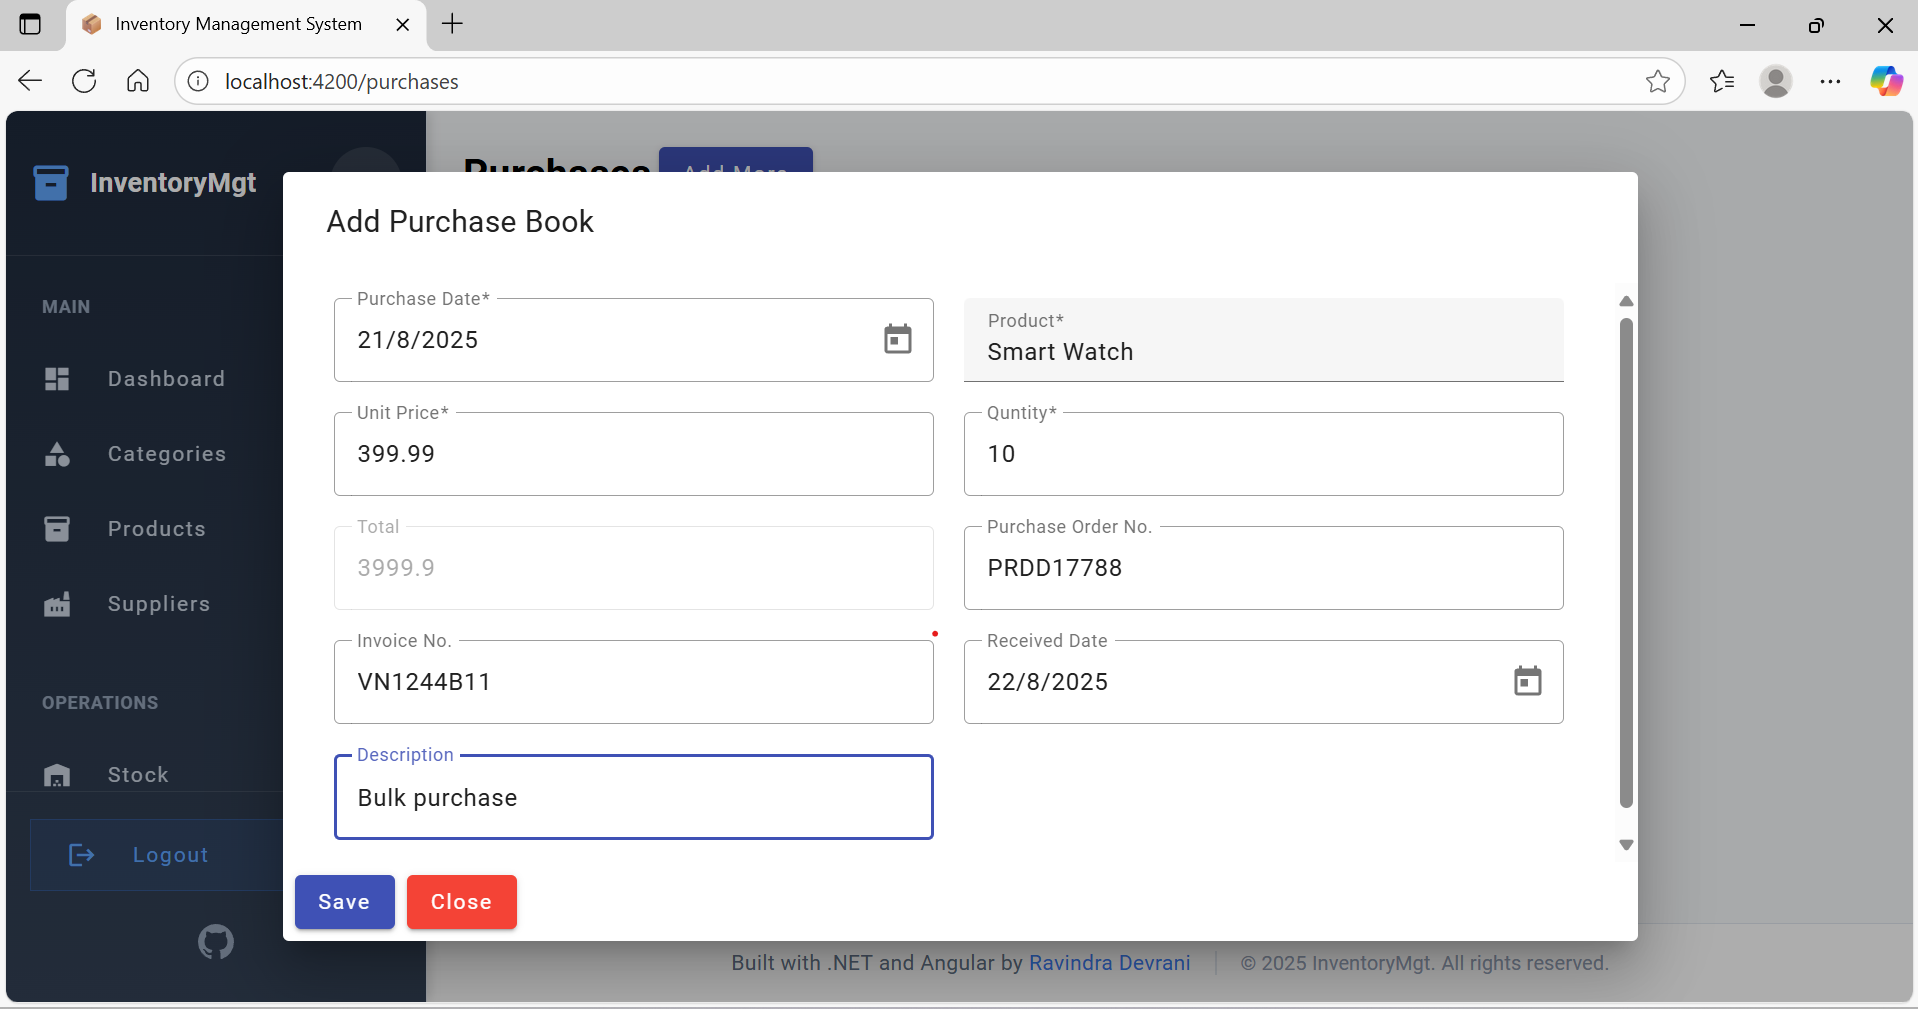 Inventory Management System
localhost:4200/purchases
InventoryMgt
Purchases Add More
Add Purchase Book
MAIN
Dashboard
Categories
Products
Suppliers
OPERATIONS
Stock
Logout
Purchase Date*
21/8/2025
Product*
Smart Watch
Unit Price*
399.99
Quntity*
10
Total
3999.9
Purchase Order No.
PRDD17788
Invoice No.
VN1244B11
Received Date
22/8/2025
Description
Bulk purchase
Save Close
Built with .NET and Angular by Ravindra Devrani © 2025 InventoryMgt. All rights reserved.